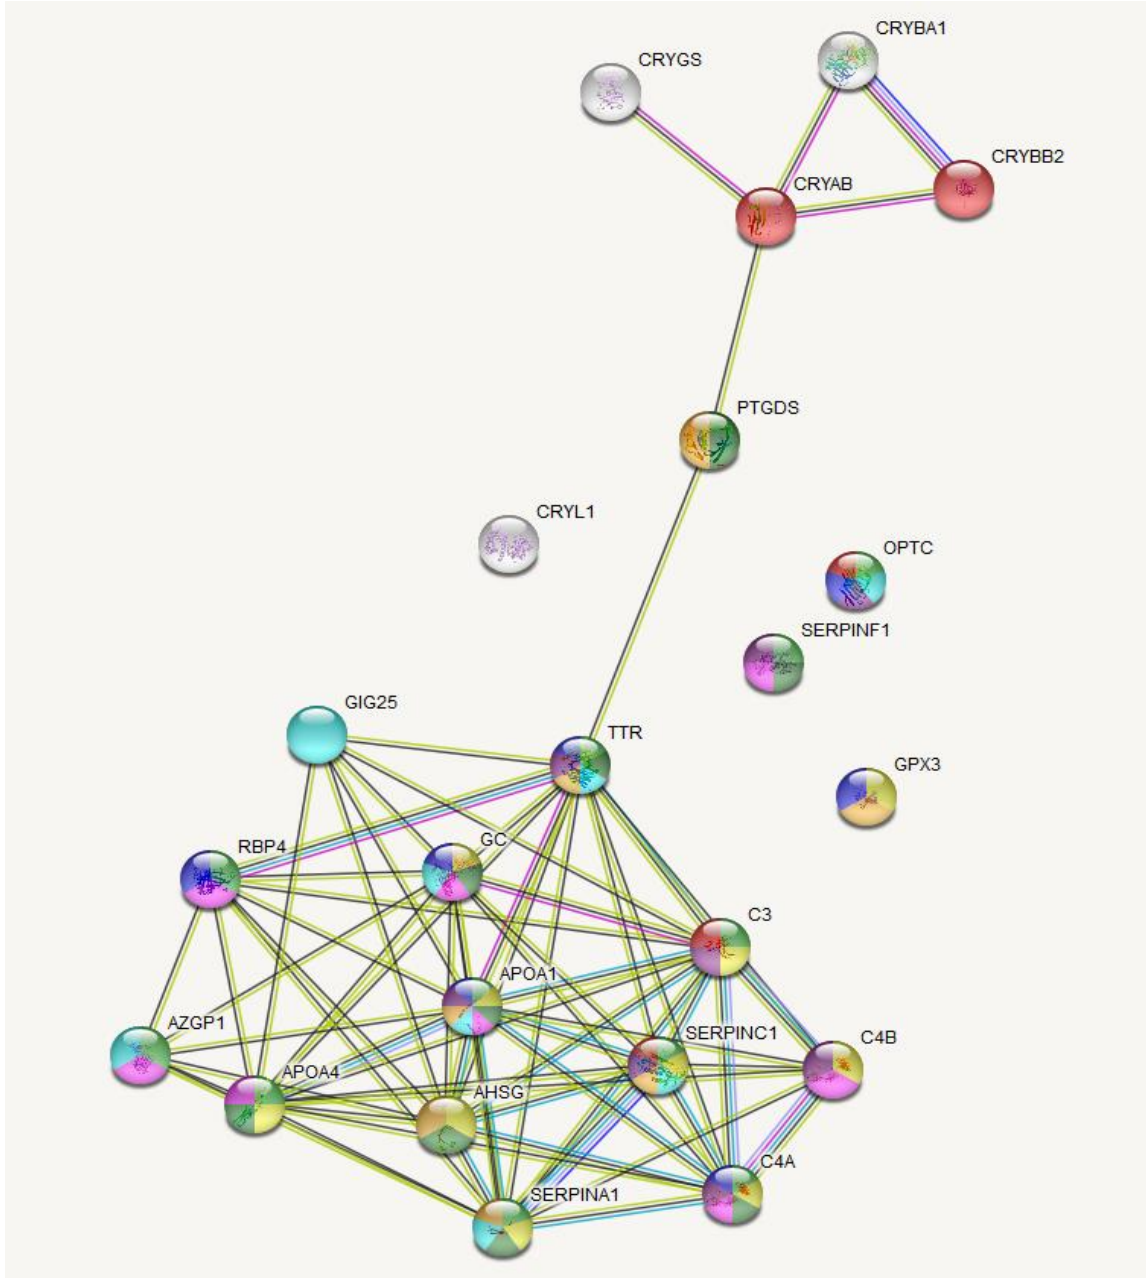 CRYBA1
CRYGS
CRYBB2
CRYAB
PTGDS
CRYL1
OPTC
SERPINF1
GIG25
TTR
GPX3
RBP4
GC
C3
APOA1
AZGP1
SERPINC1
C4B
APOA4
AHSG
C4A
SERPINA1